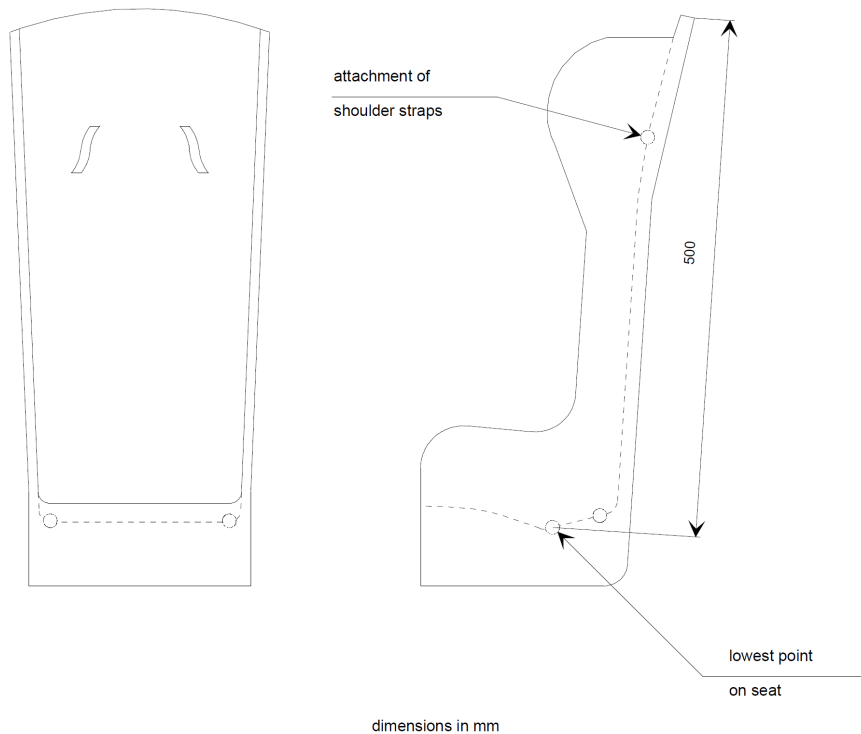 attachment of
shoulder straps
500
lowest point
on seat
dimensions in mm